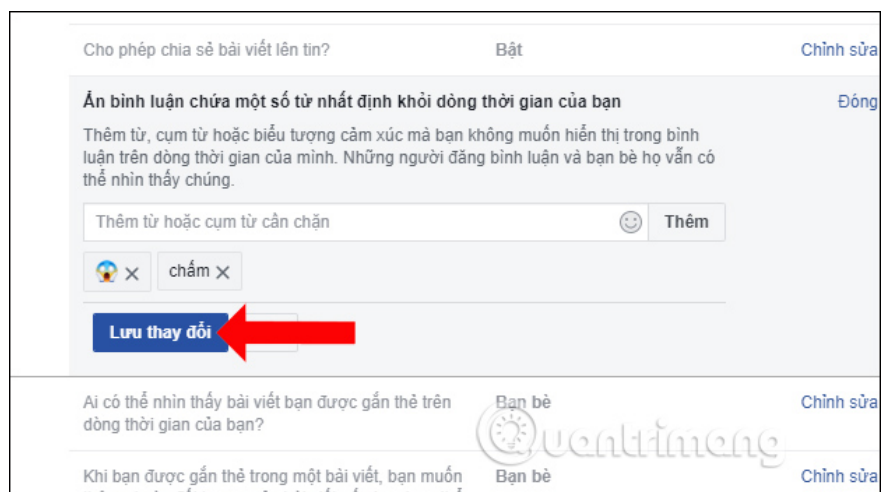 Cho phép chia sẻ bài viết lên tin? Bật Chỉnh sửa
Ẩn bình luận chứa một số từ nhất định khỏi dòng thời gian của bạn Đóng
Thêm từ, cụm từ hoặc biểu tượng cảm xúc mà bạn không muốn hiển thị trong bình
luận trên dòng thời gian của mình. Những người đăng bình luận và bạn bè họ vẫn có
thể nhìn thấy chúng.
Thêm từ hoặc cụm từ cần chặn Thêm
😱 × chấm ×
Lưu thay đổi
Ai có thể nhìn thấy bài viết bạn được gắn thẻ trên Bạn bè Chỉnh sửa
dòng thời gian của bạn?
Quantrimang
Khi bạn được gắn thẻ trong một bài viết, bạn muốn Bạn bè Chỉnh sửa